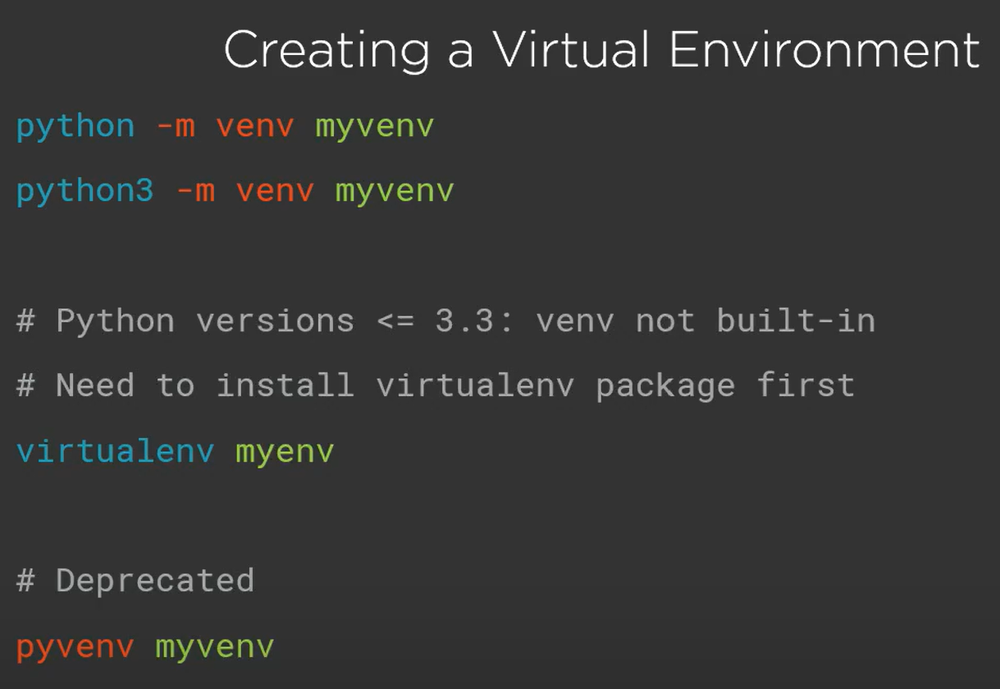 Creating a Virtual Environment
python -m venv myvenv
python3 -m venv myvenv
# Python versions <= 3.3: venv not built-in
# Need to install virtualenv package first
virtualenv myenv
# Deprecated
pyvenv myvenv